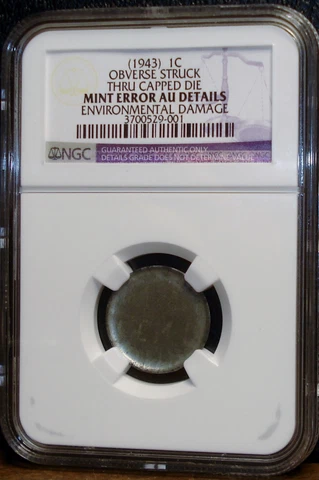 (1943) 1C
OBVERSE STRUCK
THRU CAPPED DIE
MINT ERROR AU DETAILS
ENVIRONMENTAL DAMAGE
3700529-001
NGC
GUARANTEED AUTHENTIC ONLY.
DETAILS GRADE DOES NOT DETERMINE VALUE